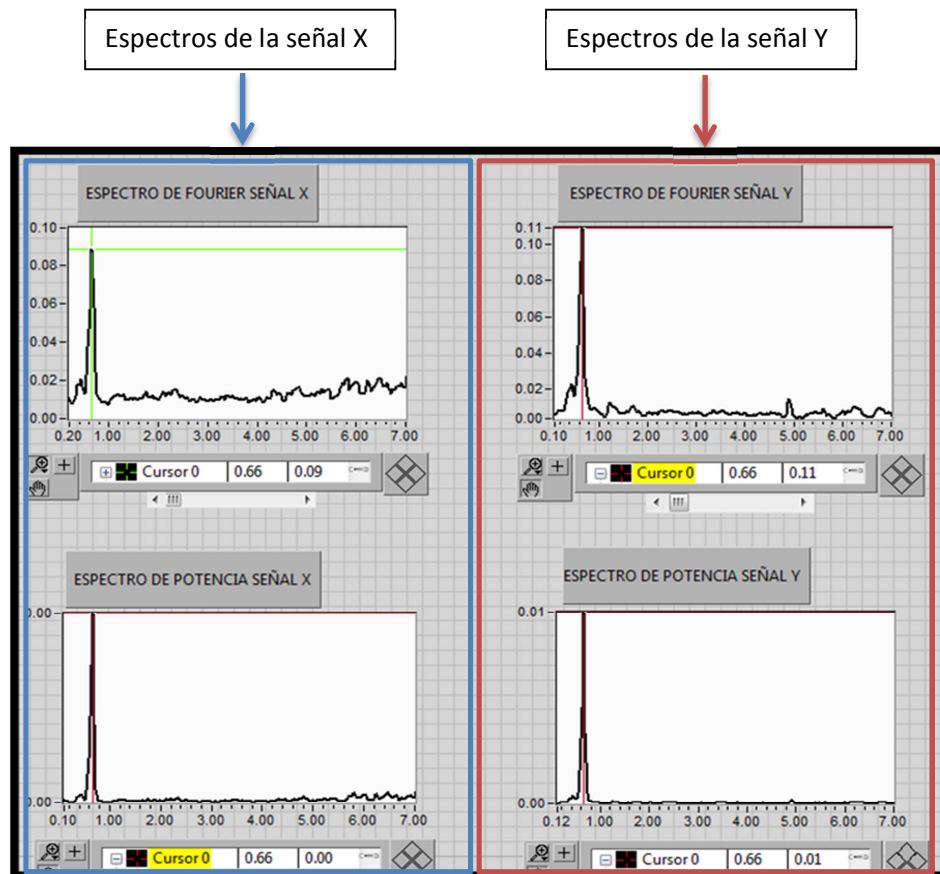 Espectros de la señal X
Espectros de la señal Y
ESPECTRO DE FOURIER SEÑAL X
0.10
0.08
0.06
0.04
0.02
0.00
0.20 1.00 2.00 3.00 4.00 5.00 6.00 7.00
Cursor 0 0.66 0.09
ESPECTRO DE FOURIER SEÑAL Y
0.11
0.10
0.08
0.06
0.04
0.02
0.00
0.10 1.00 2.00 3.00 4.00 5.00 6.00 7.00
Cursor 0 0.66 0.11
ESPECTRO DE POTENCIA SEÑAL X
0.00
0.00
0.10 1.00 2.00 3.00 4.00 5.00 6.00 7.00
Cursor 0 0.66 0.00
ESPECTRO DE POTENCIA SEÑAL Y
0.01
0.00
0.12 1.00 2.00 3.00 4.00 5.00 6.00 7.00
Cursor 0 0.66 0.01